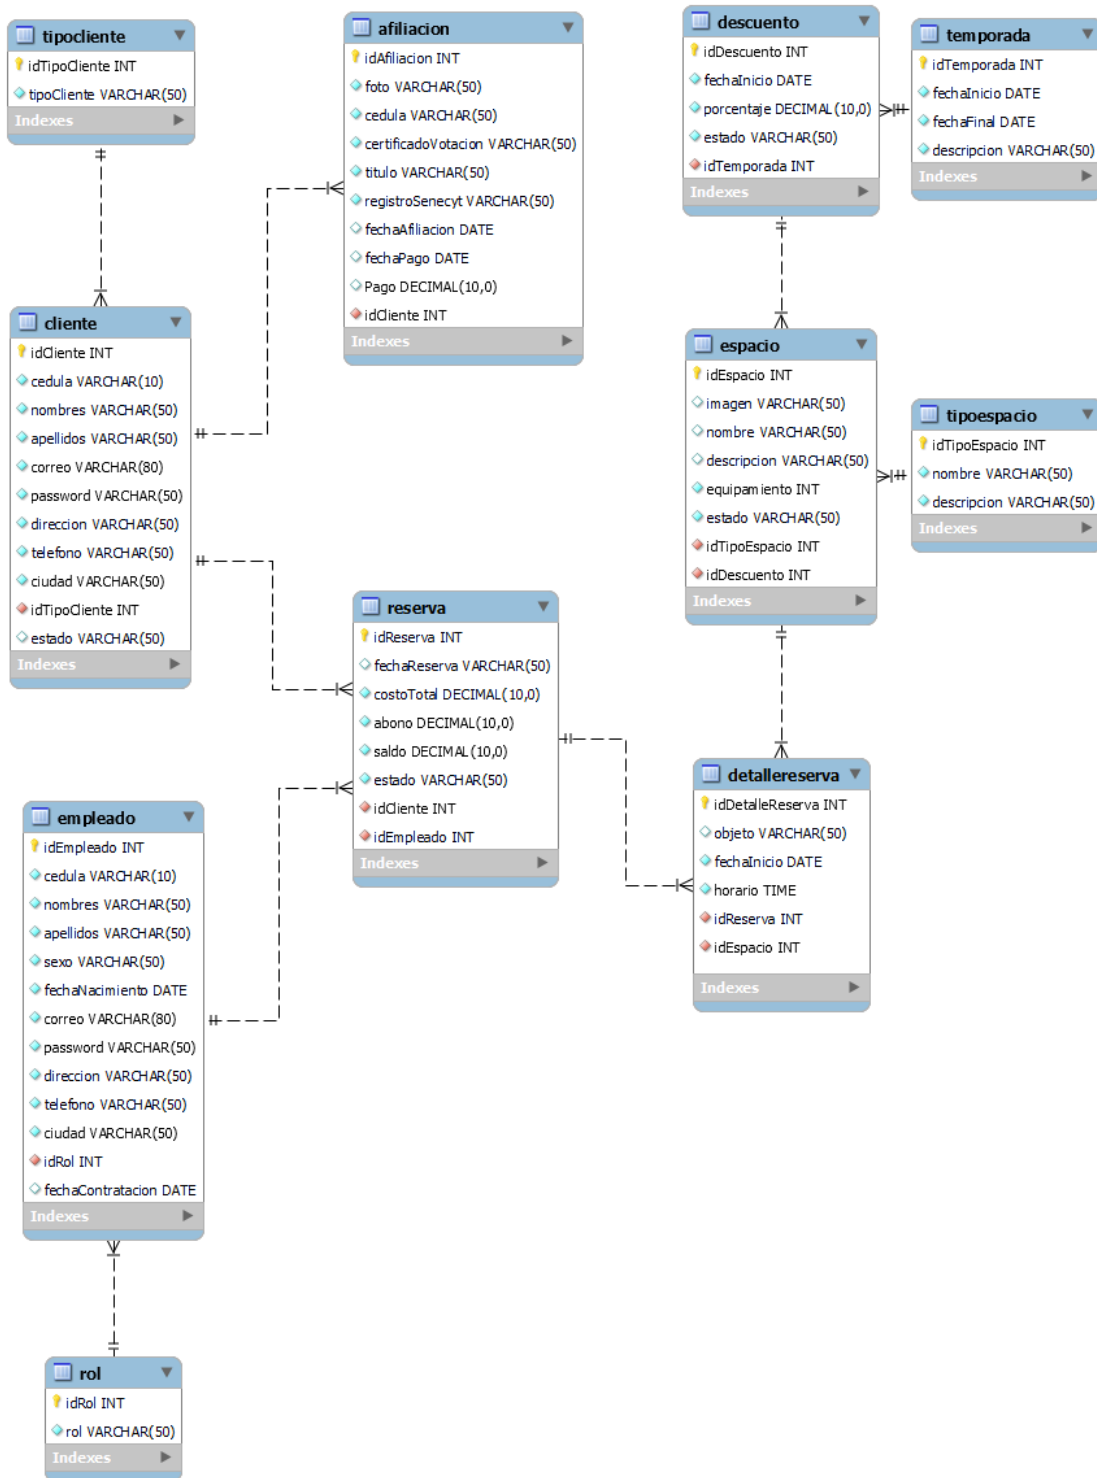 tipocliente
idTipoCliente INT
tipoCliente VARCHAR(50)
Indexes
afiliacion
idAfiliacion INT
foto VARCHAR(50)
cedula VARCHAR(50)
certificadoVotacion VARCHAR(50)
titulo VARCHAR(50)
registroSenecyt VARCHAR(50)
fechaAfiliacion DATE
fechaPago DATE
Pago DECIMAL(10,0)
idCliente INT
Indexes
descuento
idDescuento INT
fechaInicio DATE
porcentaje DECIMAL(10,0)
estado VARCHAR(50)
idTemporada INT
Indexes
temporada
idTemporada INT
fechaInicio DATE
fechaFinal DATE
descripcion VARCHAR(50)
Indexes
cliente
idCliente INT
cedula VARCHAR(10)
nombres VARCHAR(50)
apellidos VARCHAR(50)
correo VARCHAR(80)
password VARCHAR(50)
direccion VARCHAR(50)
telefono VARCHAR(50)
ciudad VARCHAR(50)
idTipoCliente INT
estado VARCHAR(50)
Indexes
espacio
idEspacio INT
imagen VARCHAR(50)
nombre VARCHAR(50)
descripcion VARCHAR(50)
equipamiento INT
estado VARCHAR(50)
idTipoEspacio INT
idDescuento INT
Indexes
tipoespacio
idTipoEspacio INT
nombre VARCHAR(50)
descripcion VARCHAR(50)
Indexes
reserva
idReserva INT
fechaReserva VARCHAR(50)
costoTotal DECIMAL(10,0)
abono DECIMAL(10,0)
saldo DECIMAL(10,0)
estado VARCHAR(50)
idCliente INT
idEmpleado INT
Indexes
detallereserva
idDetalleReserva INT
objeto VARCHAR(50)
fechaInicio DATE
horario TIME
idReserva INT
idEspacio INT
Indexes
empleado
idEmpleado INT
cedula VARCHAR(10)
nombres VARCHAR(50)
apellidos VARCHAR(50)
sexo VARCHAR(50)
fechaNacimiento DATE
correo VARCHAR(80)
password VARCHAR(50)
direccion VARCHAR(50)
telefono VARCHAR(50)
ciudad VARCHAR(50)
idRol INT
fechaContratacion DATE
Indexes
rol
idRol INT
rol VARCHAR(50)
Indexes